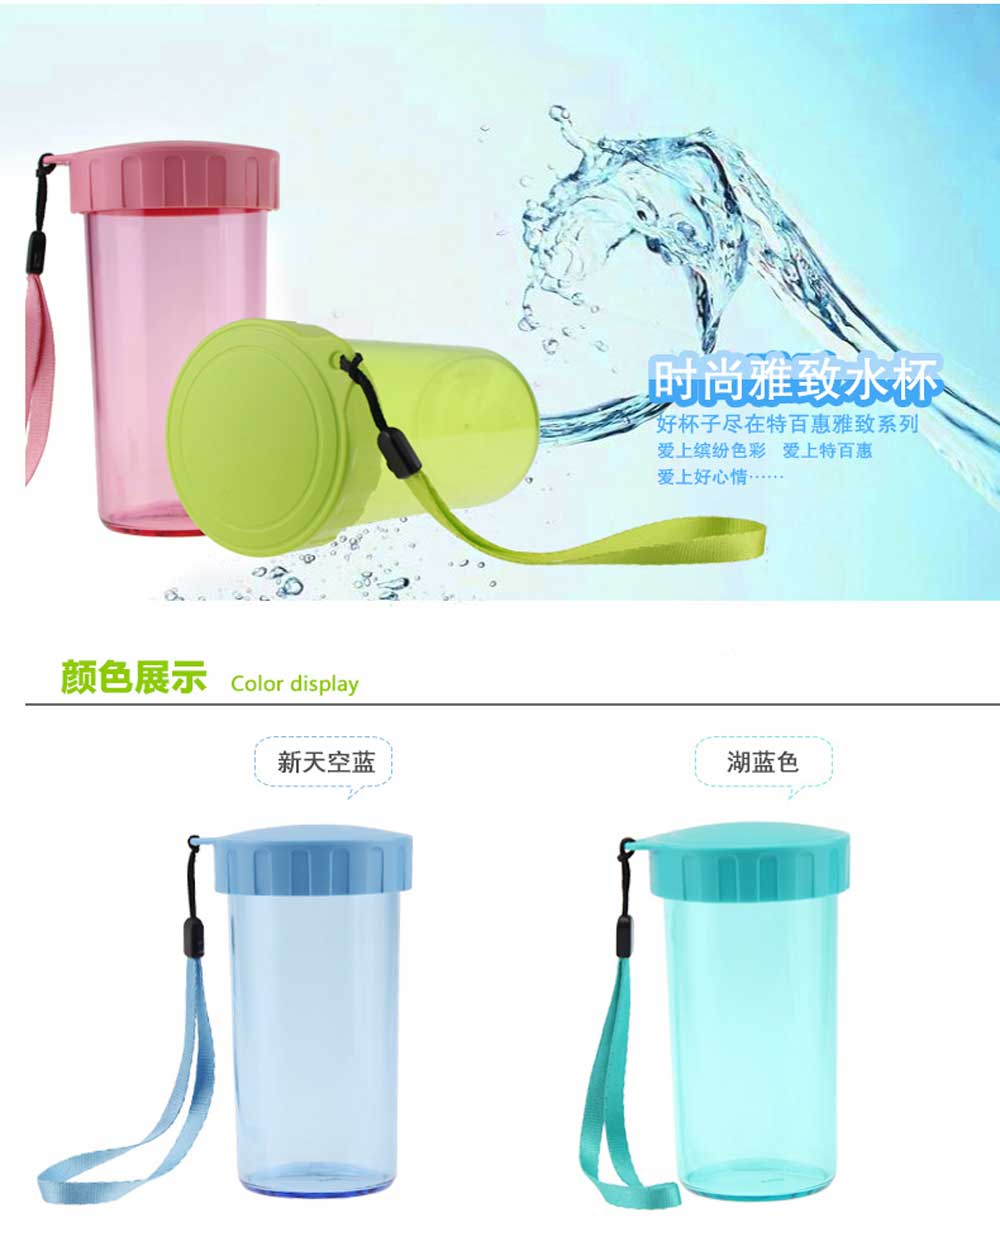 时尚雅致水杯
好杯子尽在特百惠雅致系列
爱上缤纷色彩 爱上特百惠
爱上好心情……
颜色展示 Color display
新天空蓝
湖蓝色